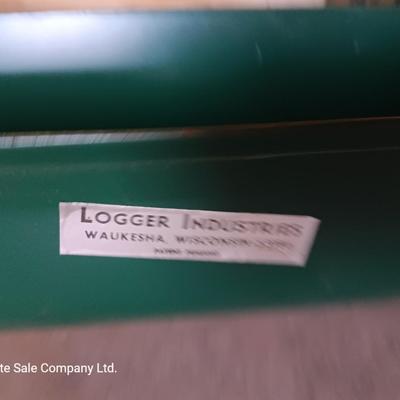 LOGGER INDUSTRIES
WAUKESHA, WISCONSIN
te Sale Company Ltd.